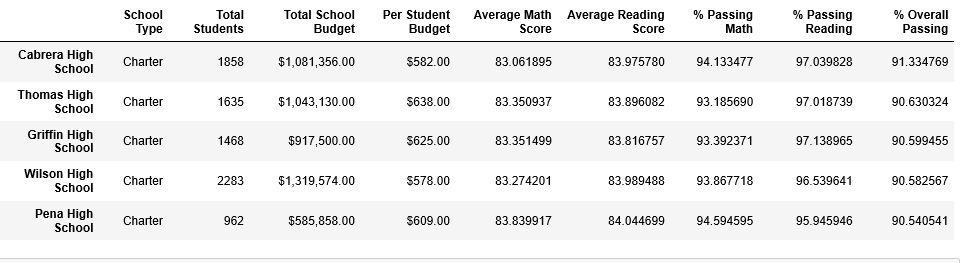 School Type Total Students Total School Budget Per Student Budget Average Math Score Average Reading Score % Passing Math % Passing Reading % Overall Passing
Cabrera High School Charter 1858 $1,081,356.00 $582.00 83.061895 83.975780 94.133477 97.039828 91.334769
Thomas High School Charter 1635 $1,043,130.00 $638.00 83.350937 83.896082 93.185690 97.018739 90.630324
Griffin High School Charter 1468 $917,500.00 $625.00 83.351499 83.816757 93.392371 97.138965 90.599455
Wilson High School Charter 2283 $1,319,574.00 $578.00 83.274201 83.989488 93.867718 96.539641 90.582567
Pena High School Charter 962 $585,858.00 $609.00 83.839917 84.044699 94.594595 95.945946 90.540541